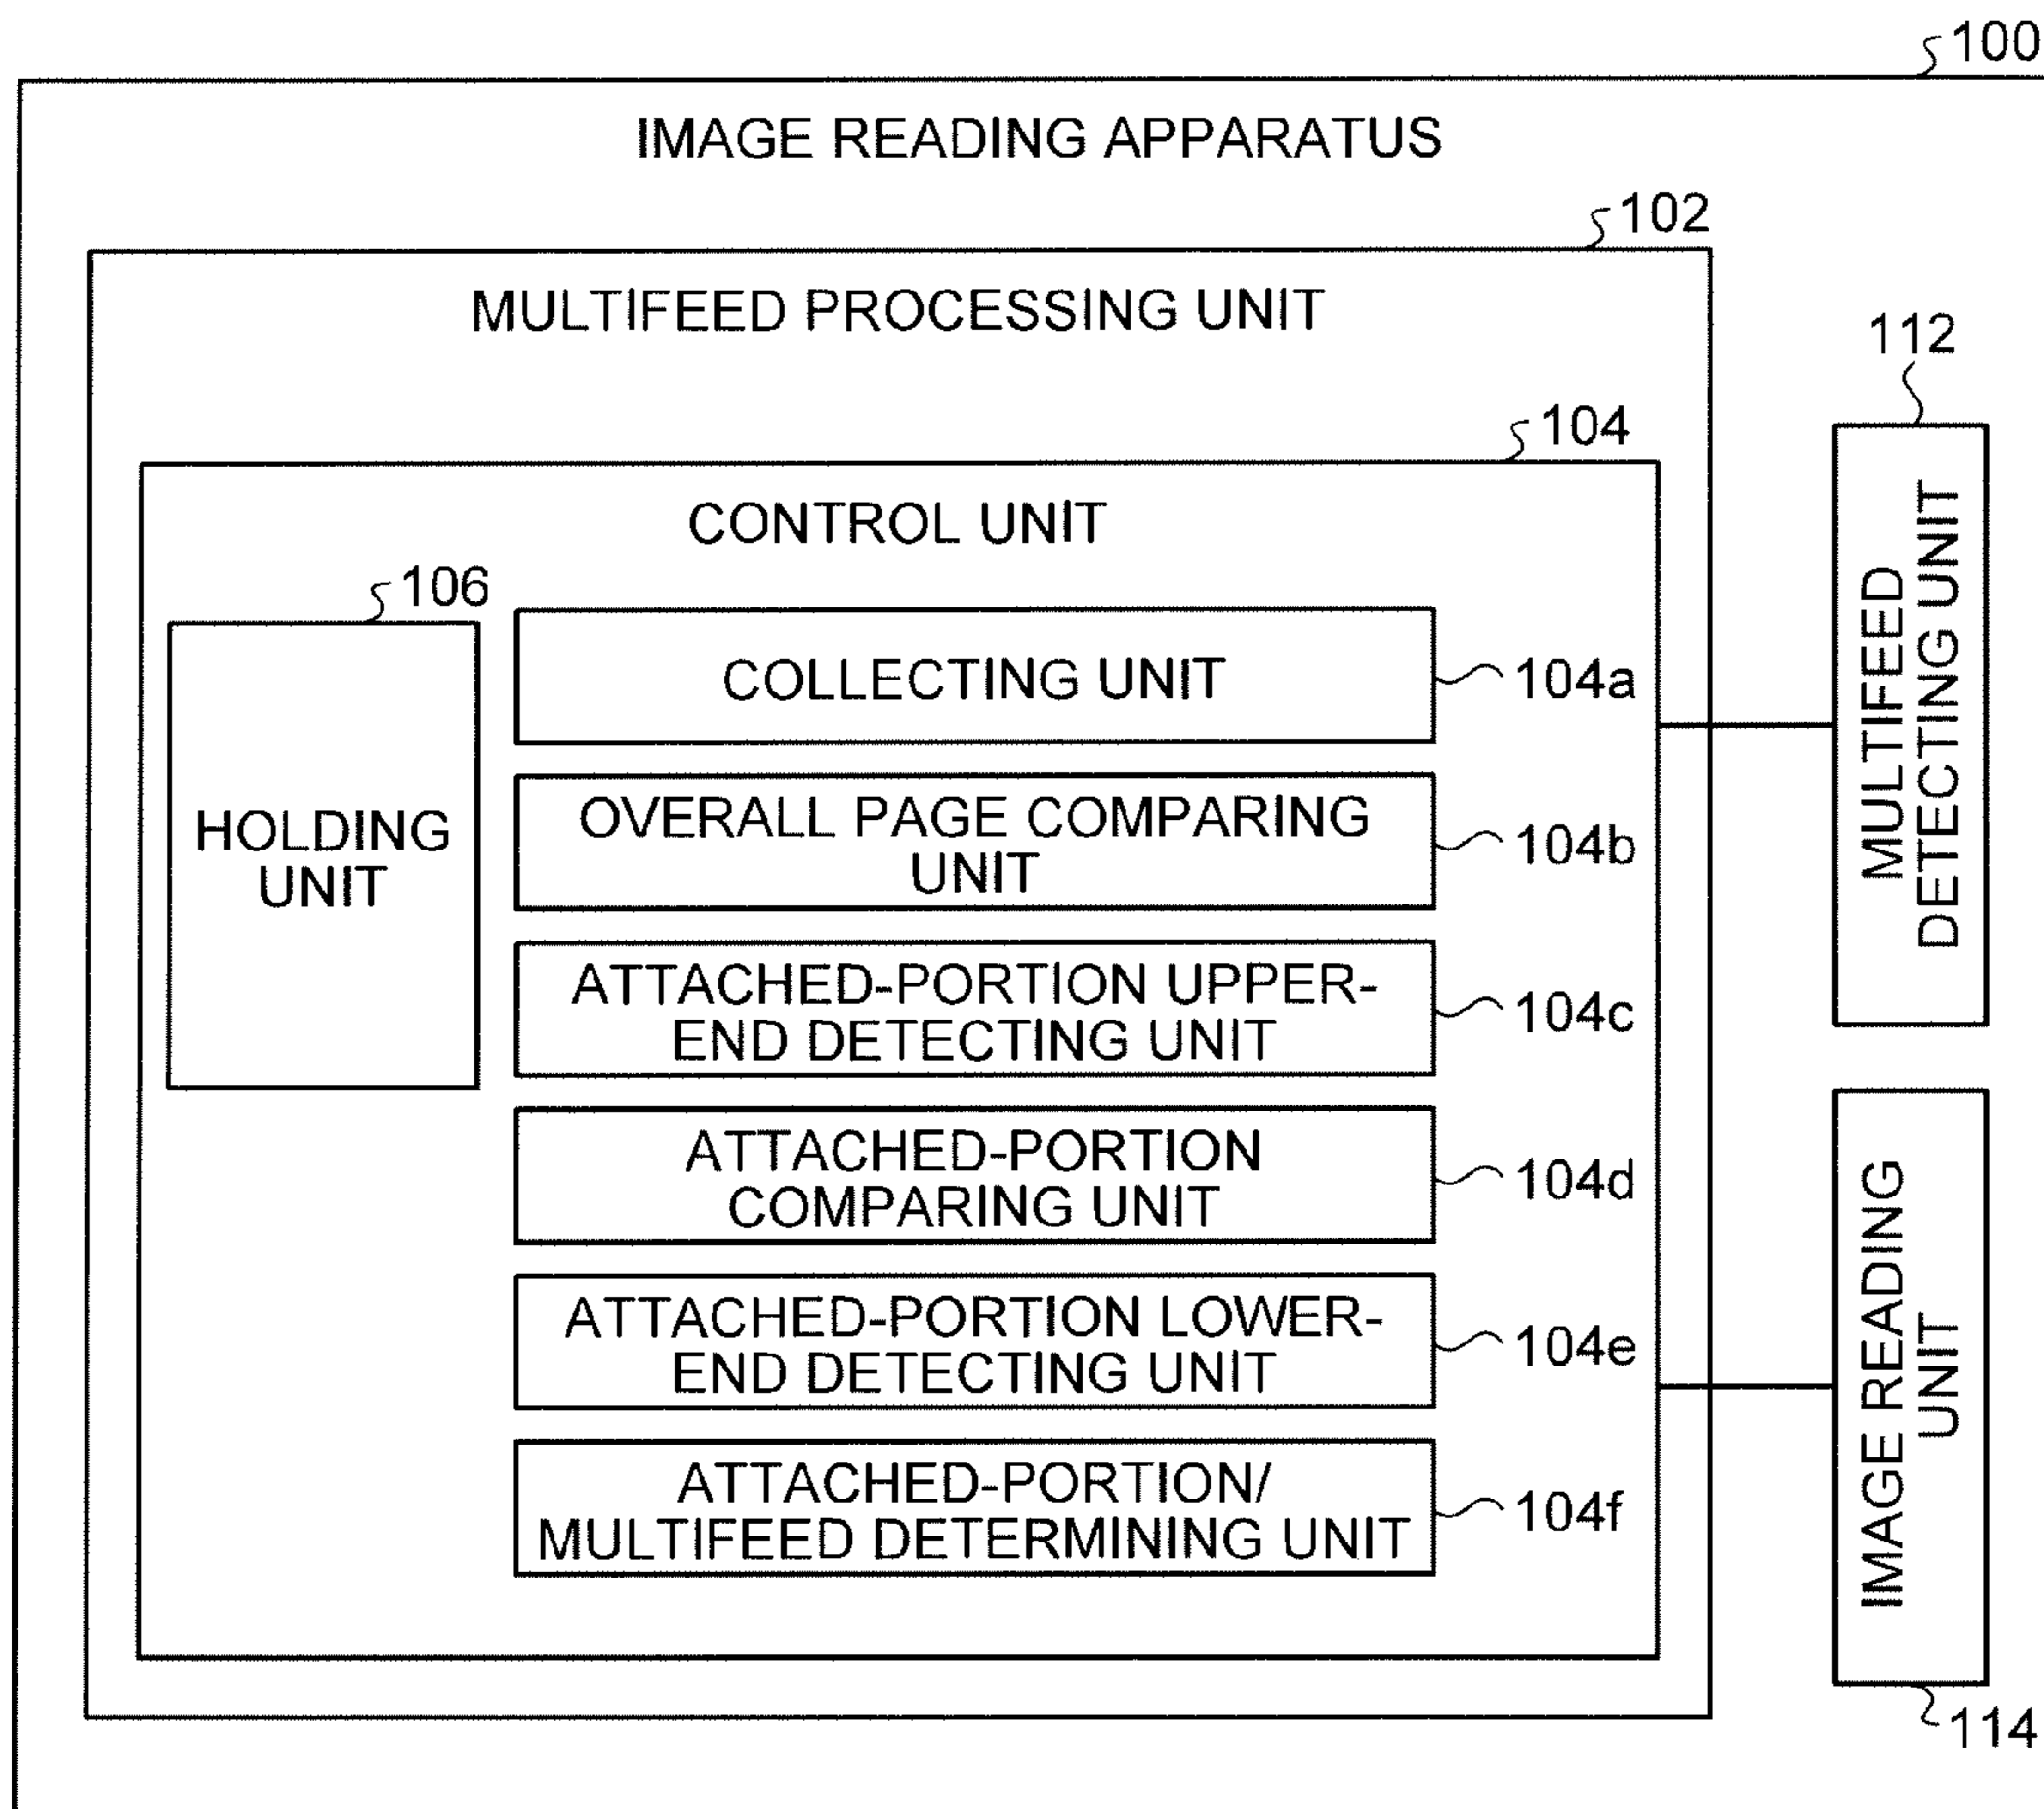 100
IMAGE READING APPARATUS
102
MULTIFEED PROCESSING UNIT
112
104
CONTROL UNIT
106
HOLDING
UNIT
COLLECTING UNIT
104a
OVERALL PAGE COMPARING
UNIT
104b
ATTACHED-PORTION UPPER-
END DETECTING UNIT
104c
ATTACHED-PORTION
COMPARING UNIT
104d
ATTACHED-PORTION LOWER-
END DETECTING UNIT
104e
ATTACHED-PORTION/
MULTIFEED DETERMINING UNIT
104f
MULTIFEED
DETECTING UNIT
IMAGE READING
UNIT
114